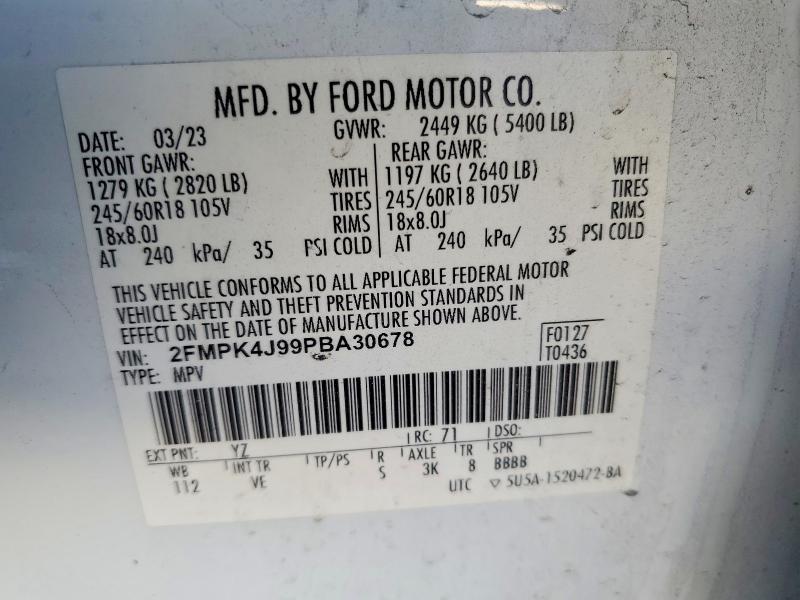 MFD. BY FORD MOTOR CO.
DATE: 03/23 GVWR: 2449 KG ( 5400 LB)
FRONT GAWR: REAR GAWR:
1279 KG ( 2820 LB) WITH 1197 KG ( 2640 LB) WITH
245/60R18 105V TIRES 245/60R18 105V TIRES
18x8.0J RIMS 18x8.0J RIMS
AT 240 kPa/ 35 PSI COLD AT 240 kPa/ 35 PSI COLD
THIS VEHICLE CONFORMS TO ALL APPLICABLE FEDERAL MOTOR
VEHICLE SAFETY AND THEFT PREVENTION STANDARDS IN
EFFECT ON THE DATE OF MANUFACTURE SHOWN ABOVE.
VIN: 2FMPK4J99PBA30678 F0127
TYPE: MPV T0436
EXT PNT: YZ RC: 71 DSO:
WB INT TR TP/PS R AXLE TR SPR
112 VE S 3K 8 BBBB
UTC ▽ 5U5A-1520472-BA